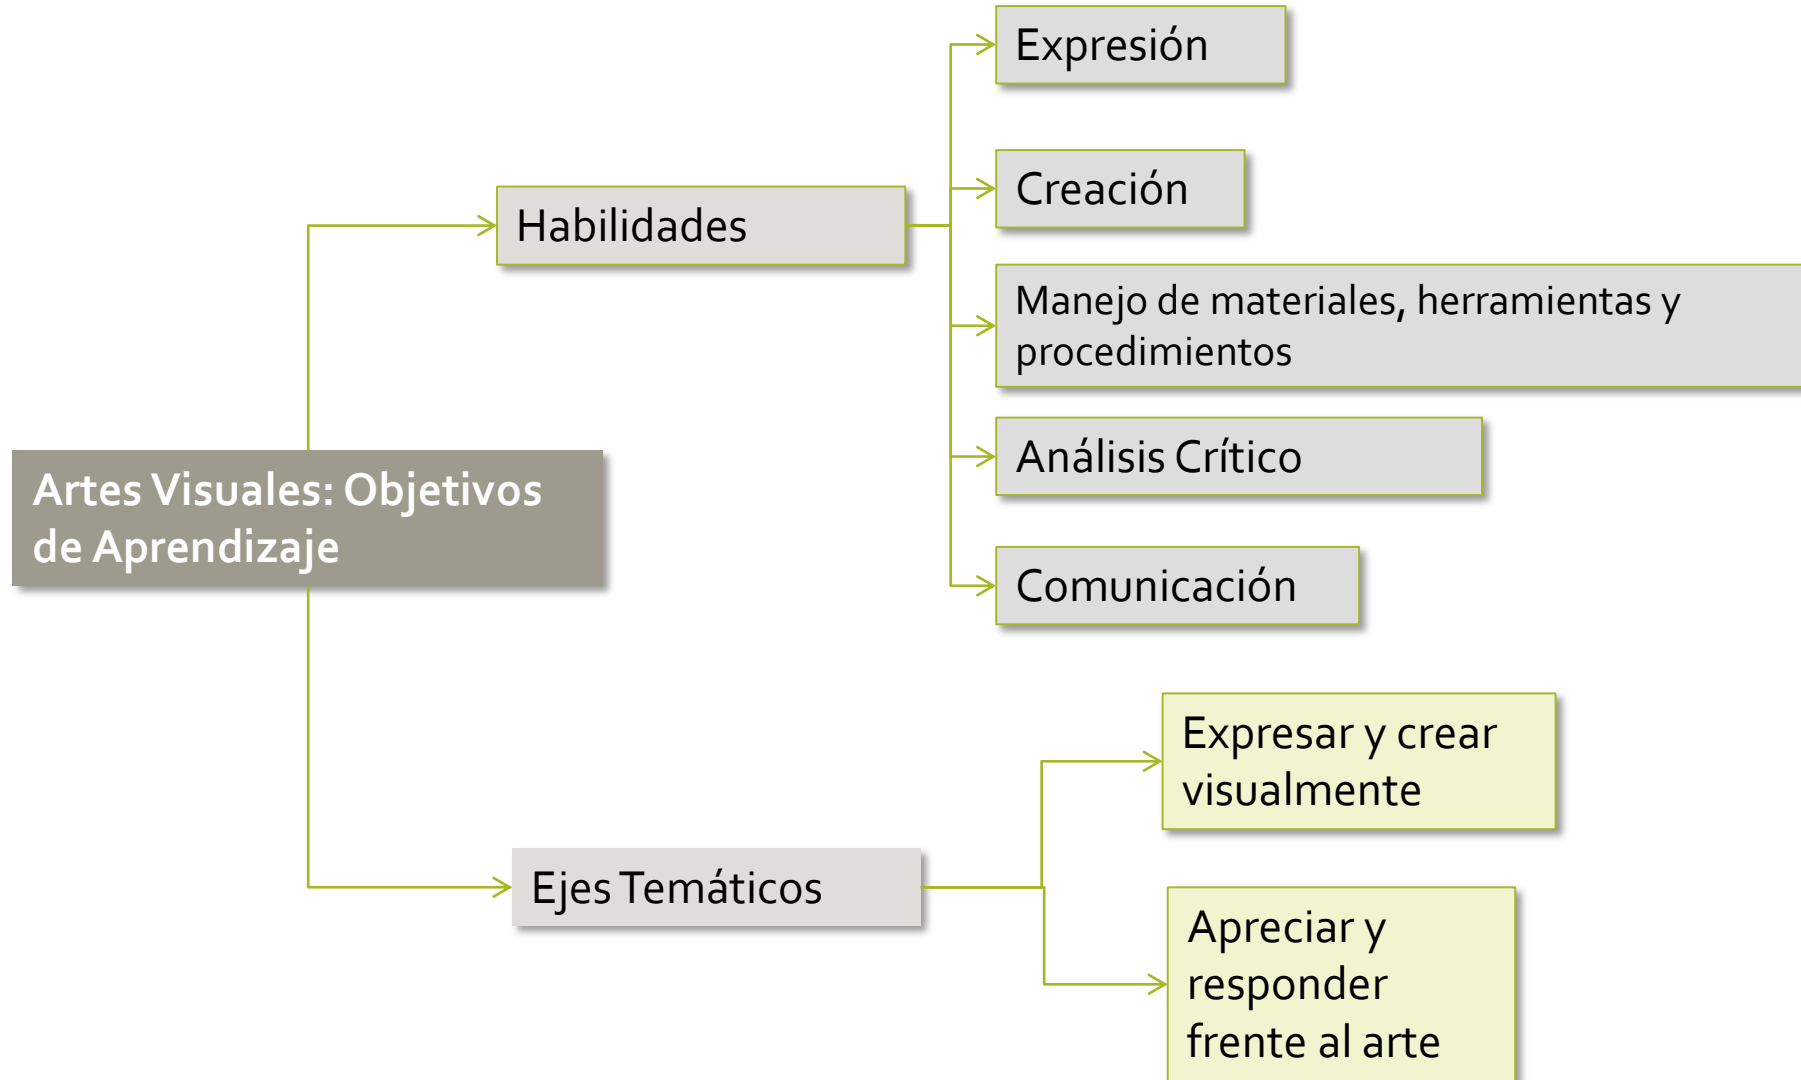 Expresión
Creación
Habilidades
Manejo de materiales, herramientas y
procedimientos
Análisis Crítico
Artes Visuales: Objetivos
de Aprendizaje
Comunicación
Expresar y crear
visualmente
Ejes Temáticos
Apreciar y
responder
frente al arte